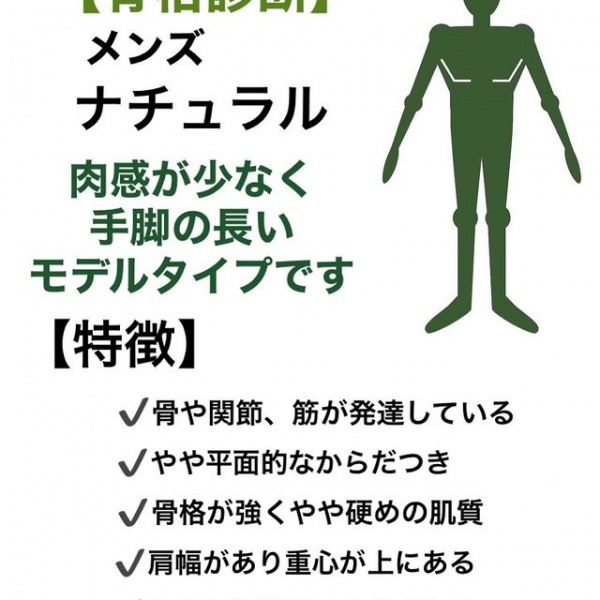 【骨格診断】
メンズ
ナチュラル
肉感が少なく
手脚の長い
モデルタイプです
【特徴】
✓骨や関節、筋が発達している
✓やや平面的なからだつき
✓骨格が強くやや硬めの肌質
✓肩幅があり重心が上にある